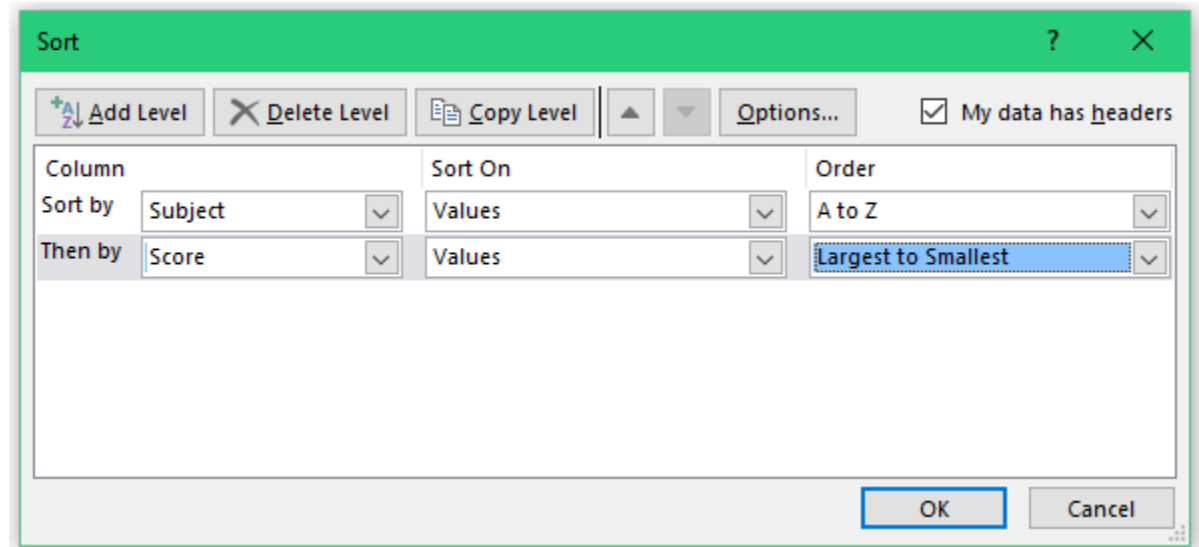 Sort ?
Add Level Delete Level Copy Level Options... My data has headers
Column Sort On Order
Sort by Subject Values A to Z
Then by Score Values Largest to Smallest
OK Cancel